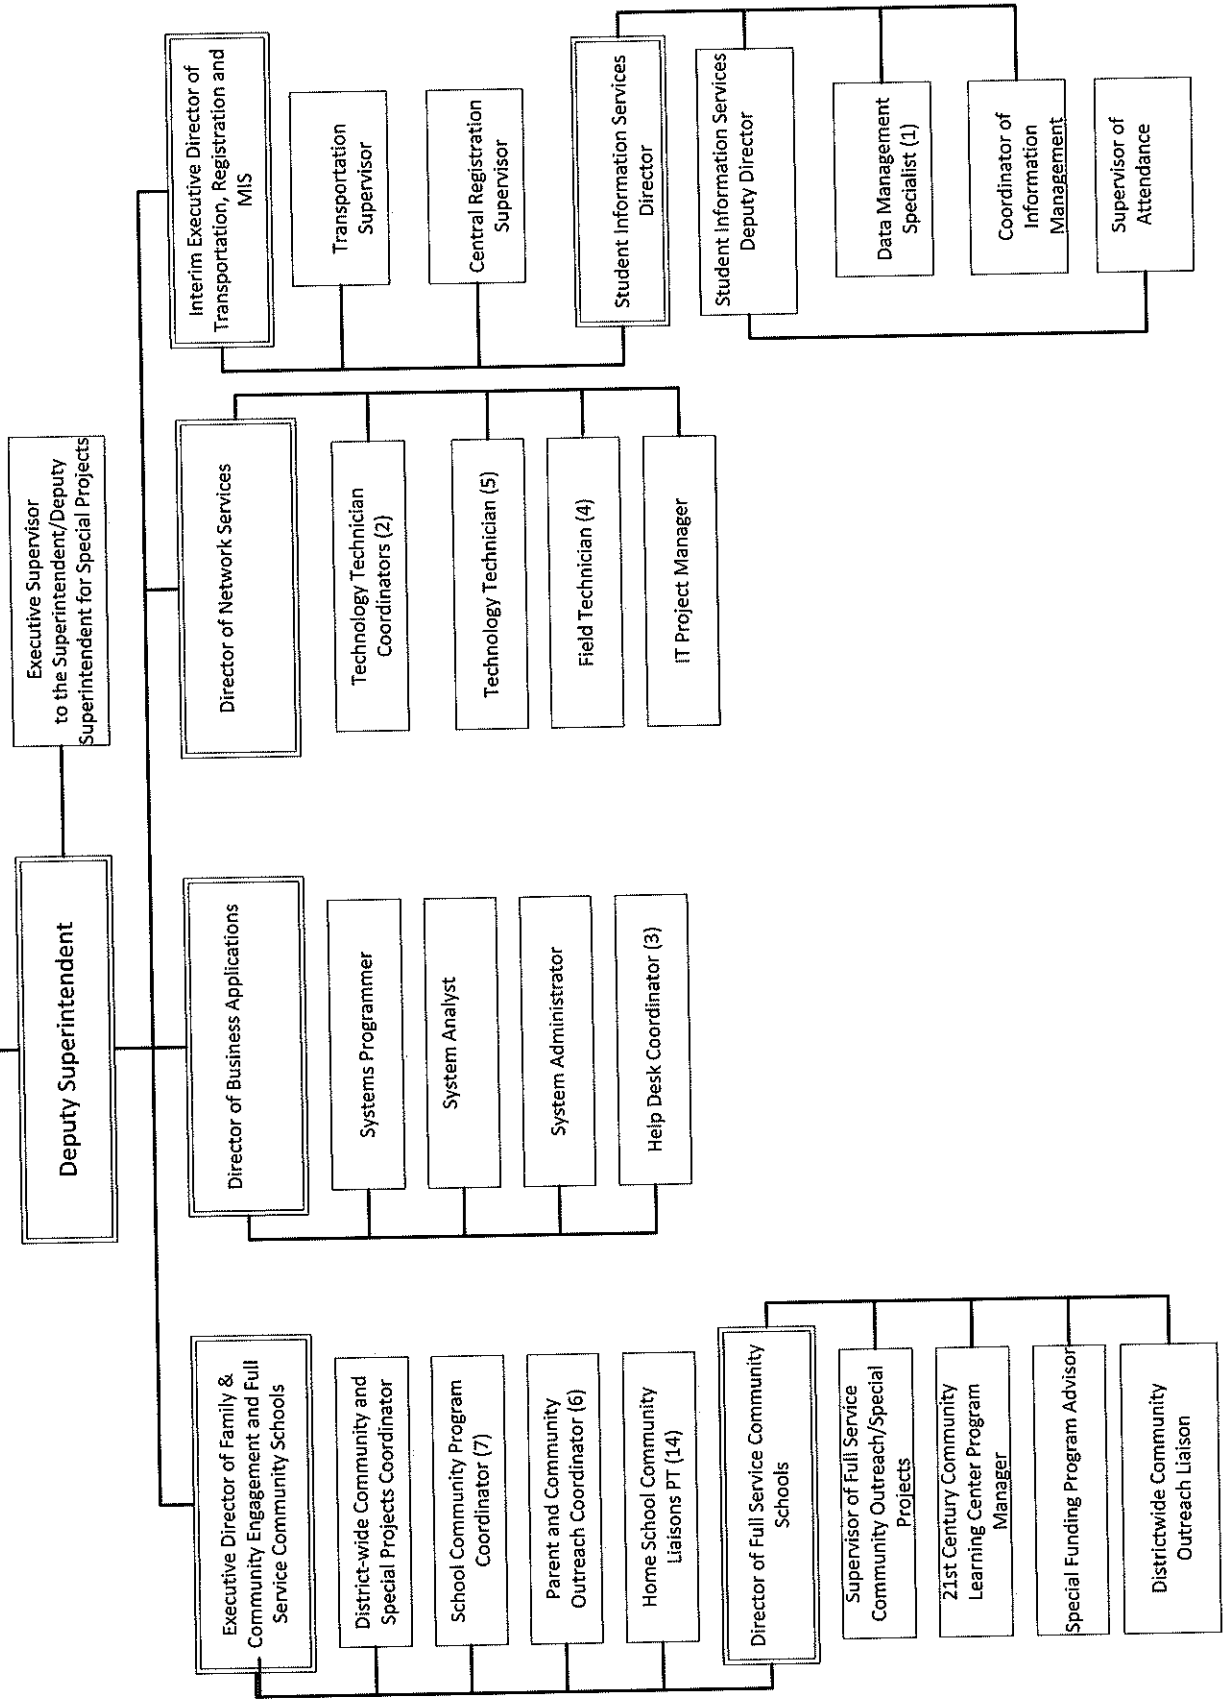 Executive Supervisor
to the Superintendent/Deputy
Superintendent for Special Projects
Deputy Superintendent
Executive Director of Family &
Community Engagement and Full
Service Community Schools
District-wide Community and
Special Projects Coordinator
School Community Program
Coordinator (7)
Parent and Community
Outreach Coordinator (6)
Home School Community
Liaisons PT (14)
Director of Full Service Community
Schools
Supervisor of Full Service
Community Outreach/Special
Projects
21st Century Community
Learning Center Program
Manager
Special Funding Program Advisor
Districtwide Community
Outreach Liaison
Director of Business Applications
Systems Programmer
System Analyst
System Administrator
Help Desk Coordinator (3)
Director of Network Services
Technology Technician
Coordinators (2)
Technology Technician (5)
Field Technician (4)
IT Project Manager
Interim Executive Director of
Transportation, Registration and
MIS
Transportation
Supervisor
Central Registration
Supervisor
Student Information Services
Director
Student Information Services
Deputy Director
Data Management
Specialist (1)
Coordinator of
Information
Management
Supervisor of
Attendance